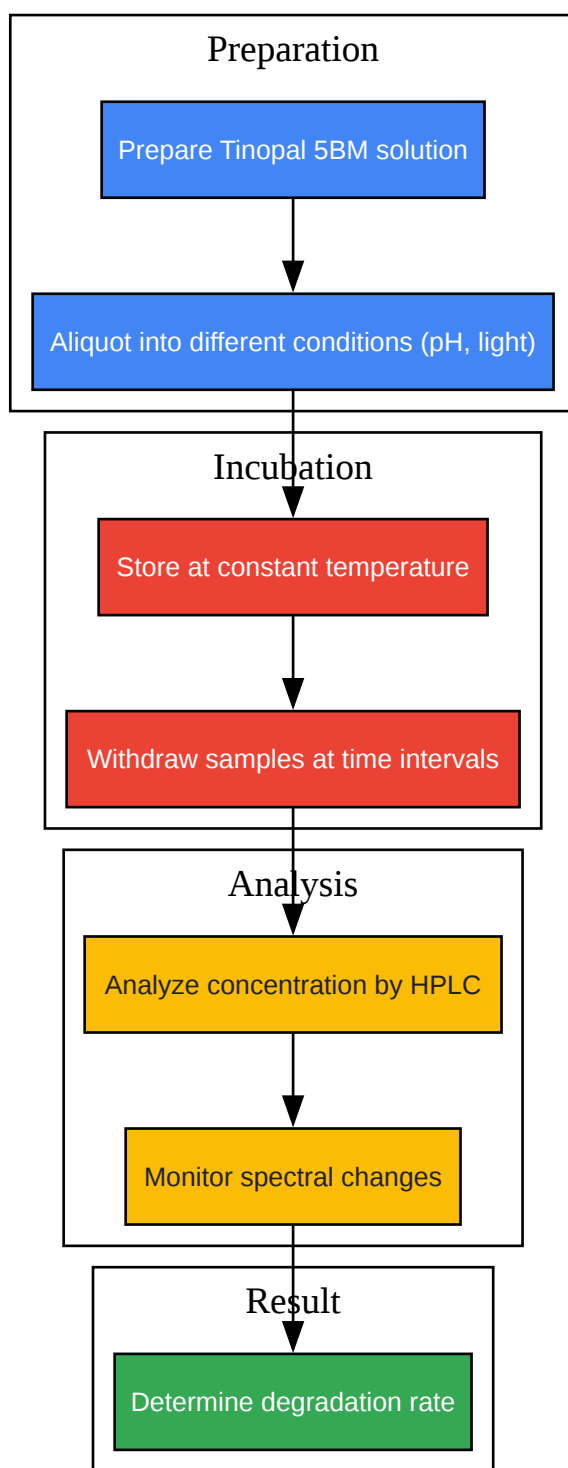 Preparation
Prepare Tinopal 5BM solution
Aliquot into different conditions (pH, light)
Incubation
Store at constant temperature
Withdraw samples at time intervals
Analysis
Analyze concentration by HPLC
Monitor spectral changes
Result
Determine degradation rate